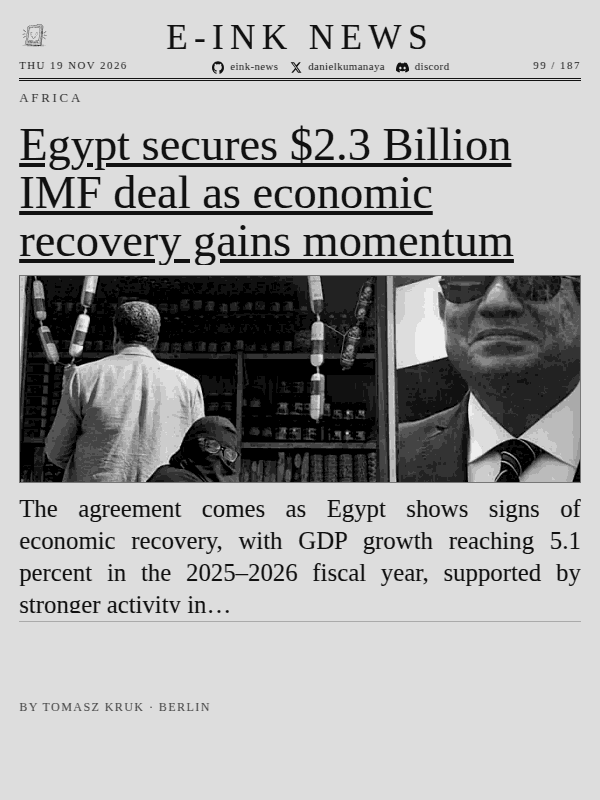 E-INK NEWS
THU 19 NOV 2026
eink-news danielkumanaya discord
99 / 187
AFRICA
Egypt secures $2.3 Billion
IMF deal as economic
recovery gains momentum
The agreement comes as Egypt shows signs of
economic recovery, with GDP growth reaching 5.1
percent in the 2025–2026 fiscal year, supported by
stronger activity in…
BY TOMASZ KRUK · BERLIN